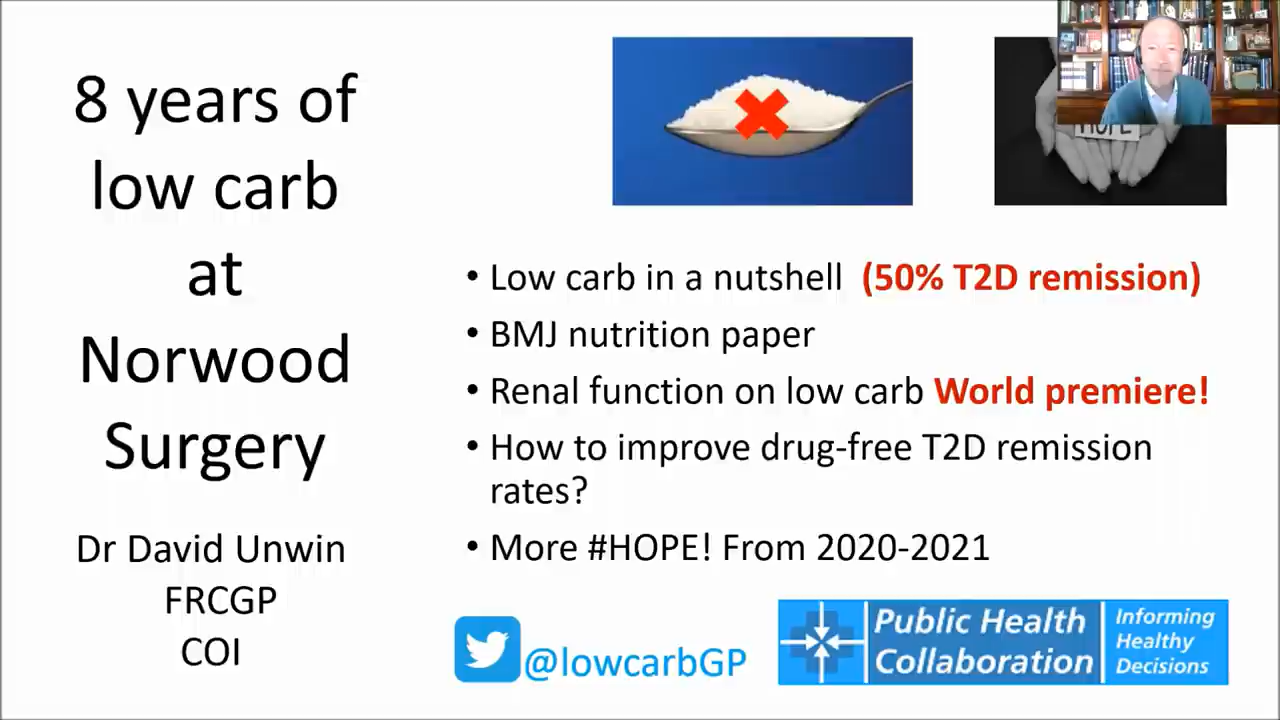 8 years of
low carb
at
Norwood
Surgery
Dr David Unwin
FRCGP
COI
HOPE
• Low carb in a nutshell (50% T2D remission)
• BMJ nutrition paper
• Renal function on low carb World premiere!
• How to improve drug-free T2D remission
rates?
• More #HOPE! From 2020-2021
@lowcarbGP
Public Health
Collaboration
Informing
Healthy
Decisions